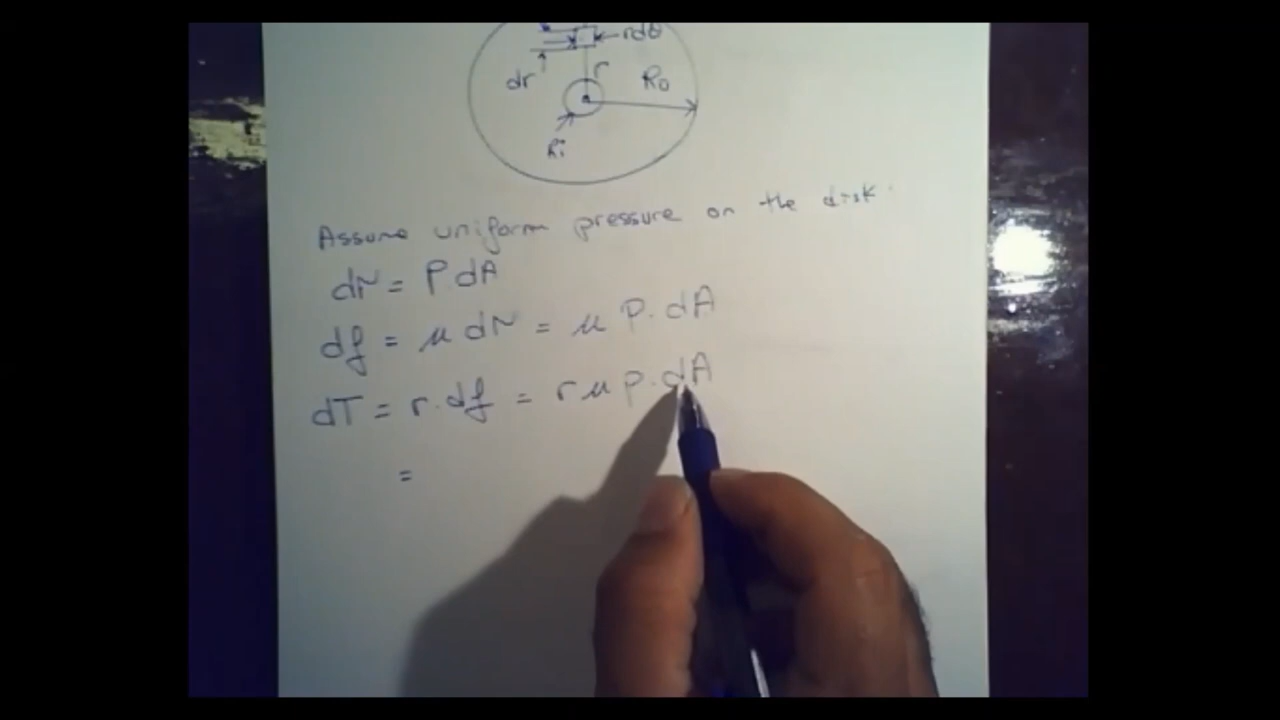 rdθ
dr
r
Ro
Ri
Assume uniform pressure on the disk.
dN = P dA
df = μ dN = μ P. dA
dT = r. df = r μ P. dA
=